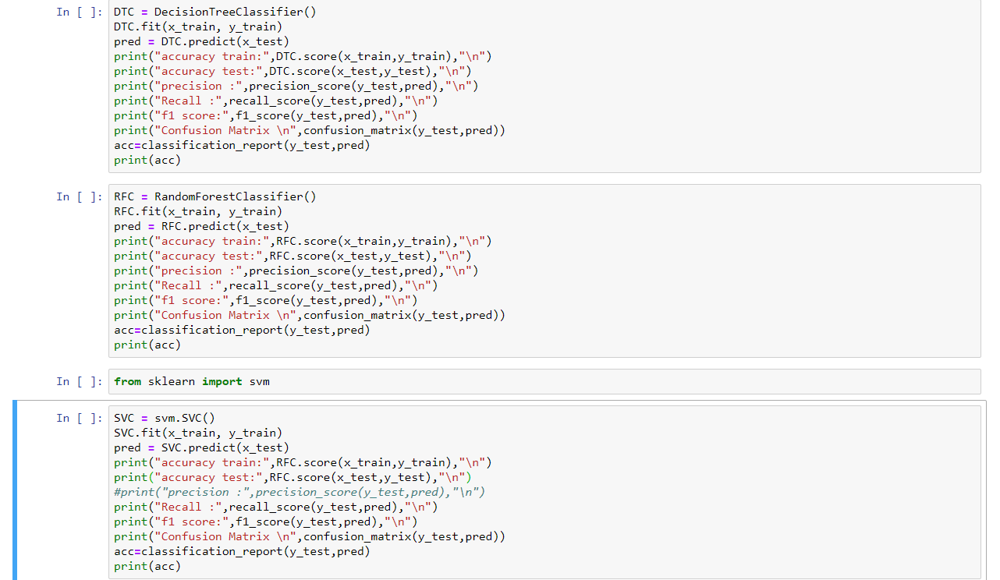 In [ ]: DTC = DecisionTreeClassifier()
DTC.fit(x_train, y_train)
pred = DTC.predict(x_test)
print("accuracy train:",DTC.score(x_train,y_train),"\n")
print("accuracy test:",DTC.score(x_test,y_test),"\n")
print("precision :",precision_score(y_test,pred),"\n")
print("Recall :",recall_score(y_test,pred),"\n")
print("f1 score:",f1_score(y_test,pred),"\n")
print("Confusion Matrix \n",confusion_matrix(y_test,pred))
acc=classification_report(y_test,pred)
print(acc)
In [ ]: RFC = RandomForestClassifier()
RFC.fit(x_train, y_train)
pred = RFC.predict(x_test)
print("accuracy train:",RFC.score(x_train,y_train),"\n")
print("accuracy test:",RFC.score(x_test,y_test),"\n")
print("precision :",precision_score(y_test,pred),"\n")
print("Recall :",recall_score(y_test,pred),"\n")
print("f1 score:",f1_score(y_test,pred),"\n")
print("Confusion Matrix \n",confusion_matrix(y_test,pred))
acc=classification_report(y_test,pred)
print(acc)
In [ ]: from sklearn import svm
In [ ]: SVC = svm.SVC()
SVC.fit(x_train, y_train)
pred = SVC.predict(x_test)
print("accuracy train:",RFC.score(x_train,y_train),"\n")
print("accuracy test:",RFC.score(x_test,y_test),"\n")
#print("precision :",precision_score(y_test,pred),"\n")
print("Recall :",recall_score(y_test,pred),"\n")
print("f1 score:",f1_score(y_test,pred),"\n")
print("Confusion Matrix \n",confusion_matrix(y_test,pred))
acc=classification_report(y_test,pred)
print(acc)